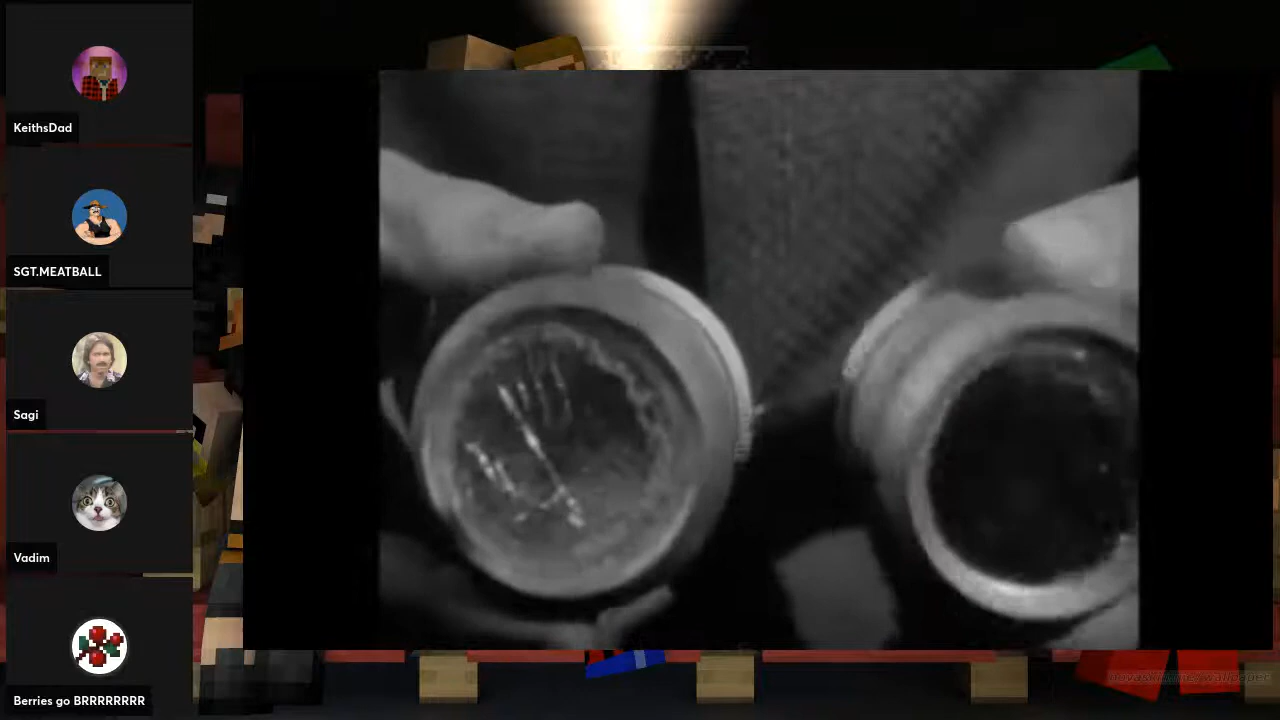 KeithsDad
SGT.MEATBALL
Sagi
Vadim
Berries go BRRRRRRRR